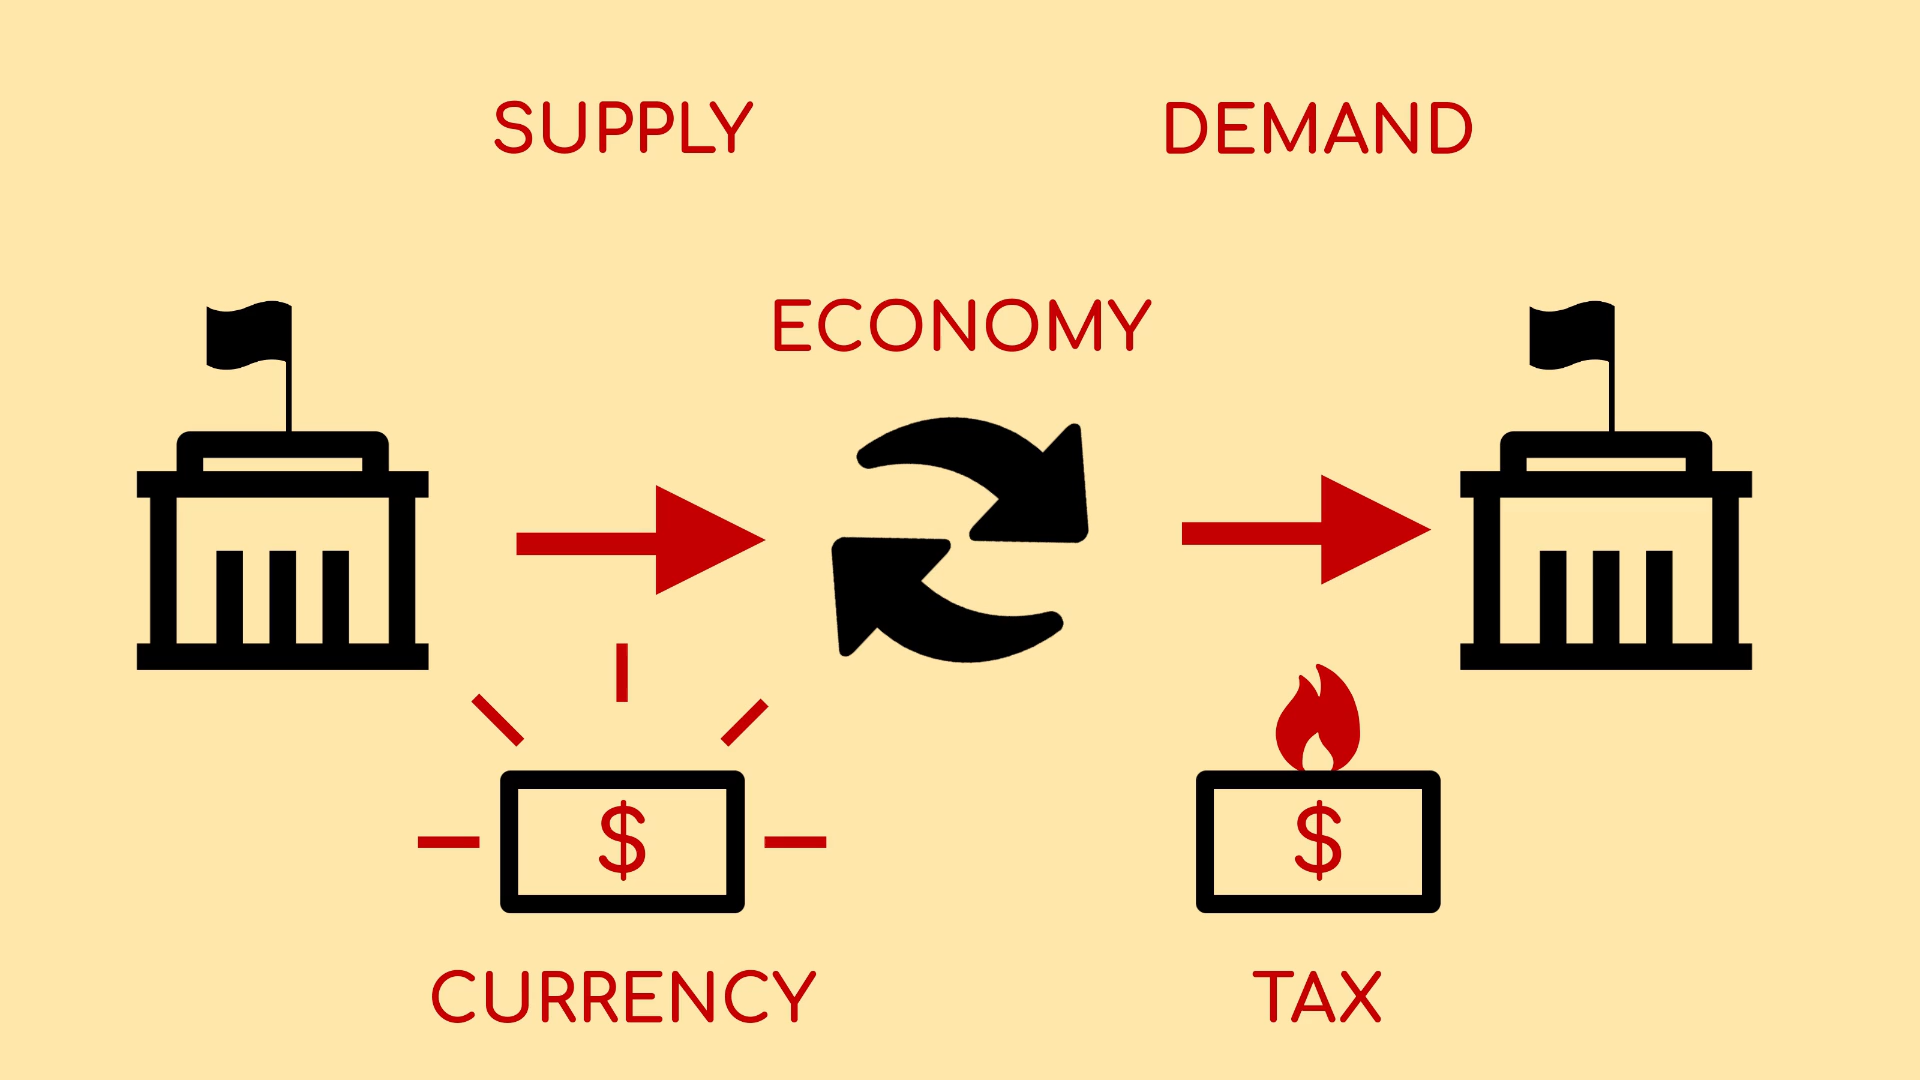 SUPPLY
DEMAND
ECONOMY
$
$
CURRENCY
TAX